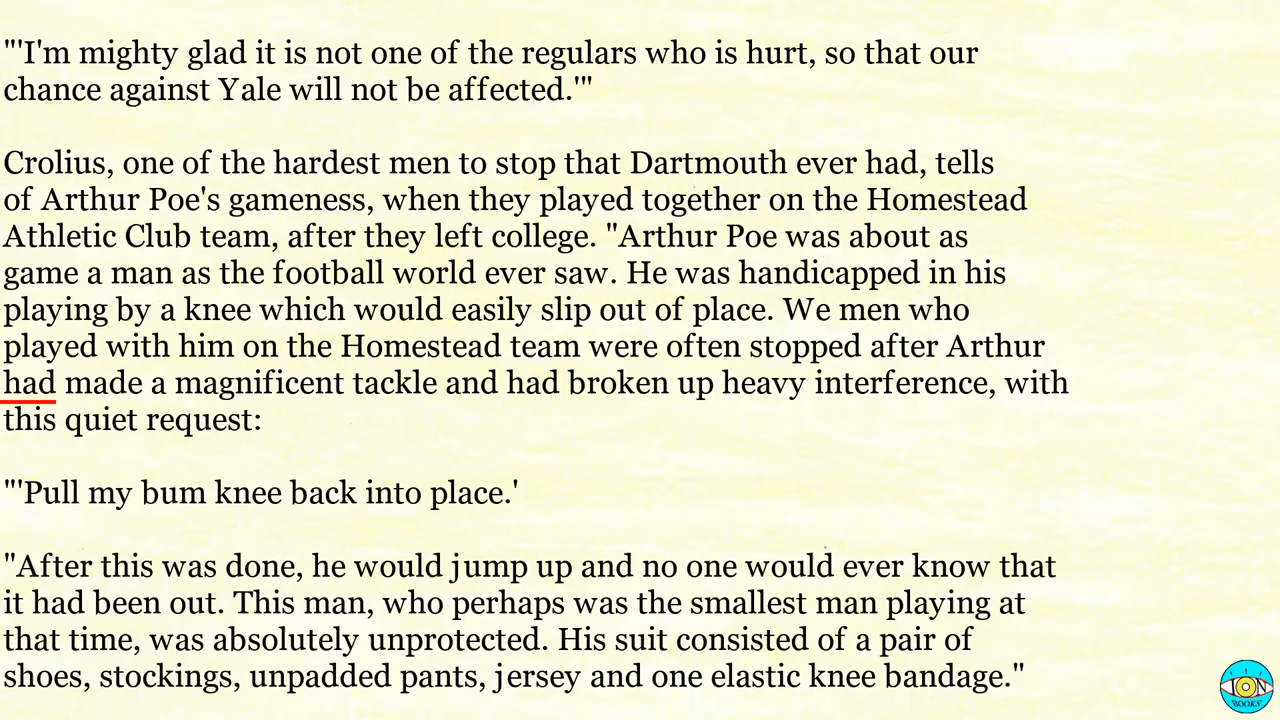 "'I'm mighty glad it is not one of the regulars who is hurt, so that our
chance against Yale will not be affected.'"
Crolius, one of the hardest men to stop that Dartmouth ever had, tells
of Arthur Poe's gameness, when they played together on the Homestead
Athletic Club team, after they left college. "Arthur Poe was about as
game a man as the football world ever saw. He was handicapped in his
playing by a knee which would easily slip out of place. We men who
played with him on the Homestead team were often stopped after Arthur
had made a magnificent tackle and had broken up heavy interference, with
this quiet request:
"'Pull my bum knee back into place.'
"After this was done, he would jump up and no one would ever know that
it had been out. This man, who perhaps was the smallest man playing at
that time, was absolutely unprotected. His suit consisted of a pair of
shoes, stockings, unpadded pants, jersey and one elastic knee bandage."
ION
BOOKS